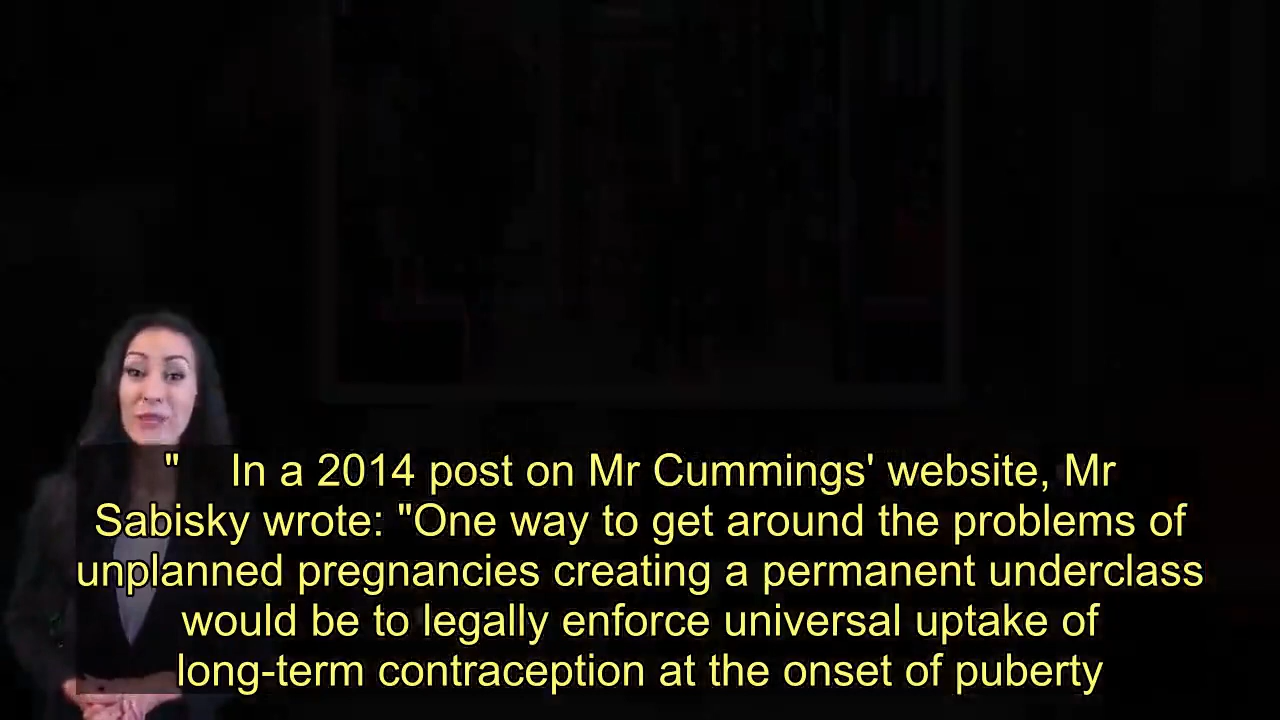 " In a 2014 post on Mr Cummings' website, Mr
Sabisky wrote: "One way to get around the problems of
unplanned pregnancies creating a permanent underclass
would be to legally enforce universal uptake of
long-term contraception at the onset of puberty